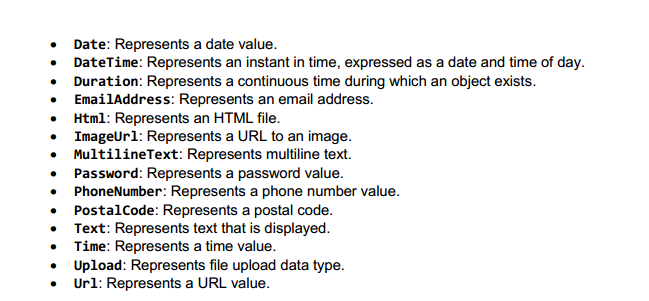 • Date: Represents a date value.
• DateTime: Represents an instant in time, expressed as a date and time of day.
• Duration: Represents a continuous time during which an object exists.
• EmailAddress: Represents an email address.
• Html: Represents an HTML file.
• ImageUrl: Represents a URL to an image.
• MultilineText: Represents multiline text.
• Password: Represents a password value.
• PhoneNumber: Represents a phone number value.
• PostalCode: Represents a postal code.
• Text: Represents text that is displayed.
• Time: Represents a time value.
• Upload: Represents file upload data type.
• Url: Represents a URL value.